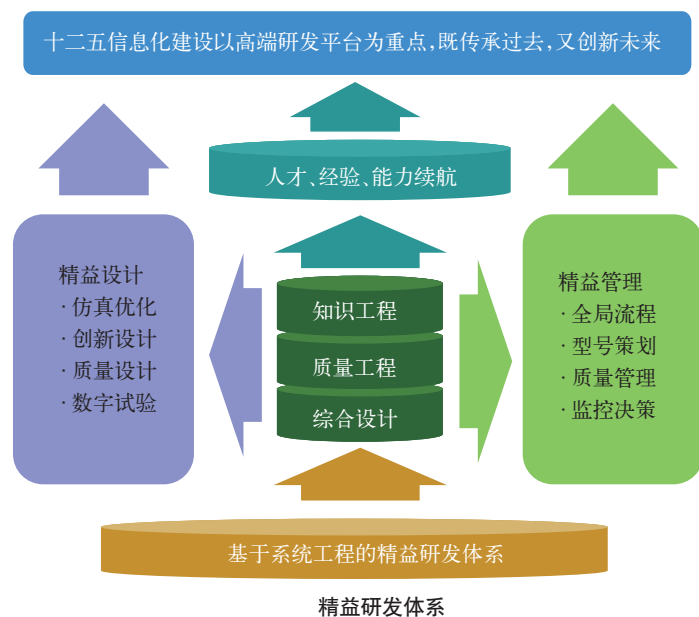 十二五信息化建设以高端研发平台为重点,既传承过去,又创新未来
人才、经验、能力续航
精益设计
· 仿真优化
· 创新设计
· 质量设计
· 数字试验
知识工程
质量工程
综合设计
精益管理
· 全局流程
· 型号策划
· 质量管理
· 监控决策
基于系统工程的精益研发体系
精益研发体系